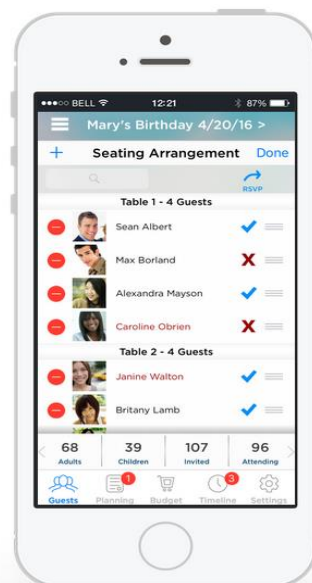 BELL 12:21 87%
Mary's Birthday 4/20/16 >
+ Seating Arrangement Done
RSVP
Table 1 - 4 Guests
Sean Albert
Max Borland X
Alexandra Mayson
Caroline Obrien X
Table 2 - 4 Guests
Janine Walton
Britany Lamb
68 39 107 96
Adults Children Invited Attending
1 3
Guests Planning Budget Timeline Settings